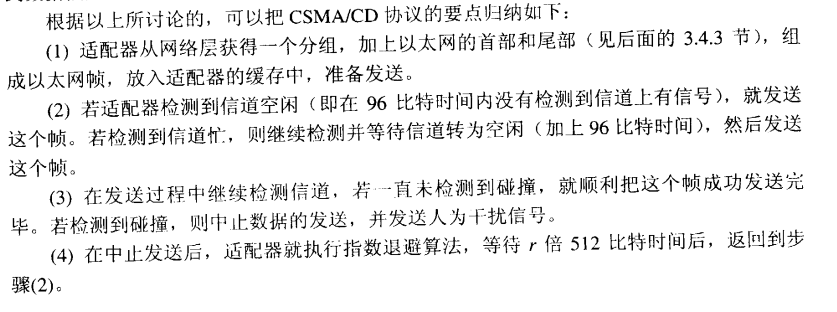 根据以上所讨论的，可以把 CSMA/CD 协议的要点归纳如下：
(1) 适配器从网络层获得一个分组，加上以太网的首部和尾部（见后面的 3.4.3 节），组
成以太网帧，放入适配器的缓存中，准备发送。
(2) 若适配器检测到信道空闲（即在 96 比特时间内没有检测到信道上有信号），就发送
这个帧。若检测到信道忙，则继续检测并等待信道转为空闲（加上 96 比特时间），然后发送
这个帧。
(3) 在发送过程中继续检测信道，若一直未检测到碰撞，就顺利把这个帧成功发送完
毕。若检测到碰撞，则中止数据的发送，并发送人为干扰信号。
(4) 在中止发送后，适配器就执行指数退避算法，等待 r 倍 512 比特时间后，返回到步
骤(2)。